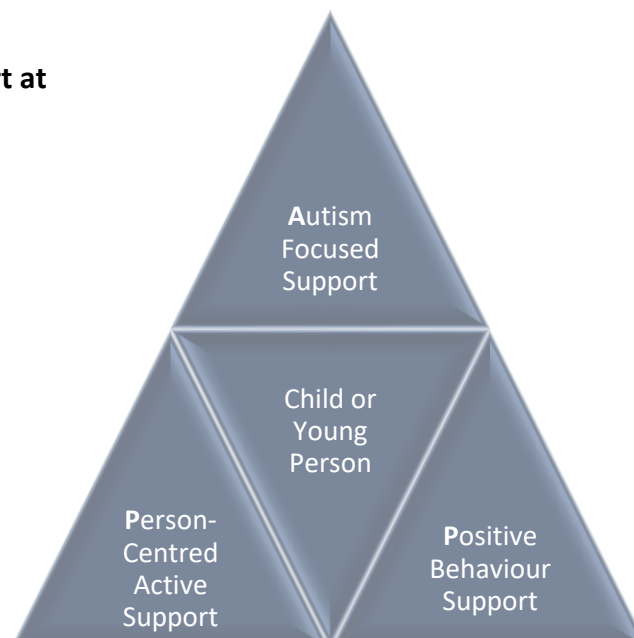 t at
Autism
Focused
Support
Child or
Young
Person
Person-
Centred
Active
Support
Positive
Behaviour
Support